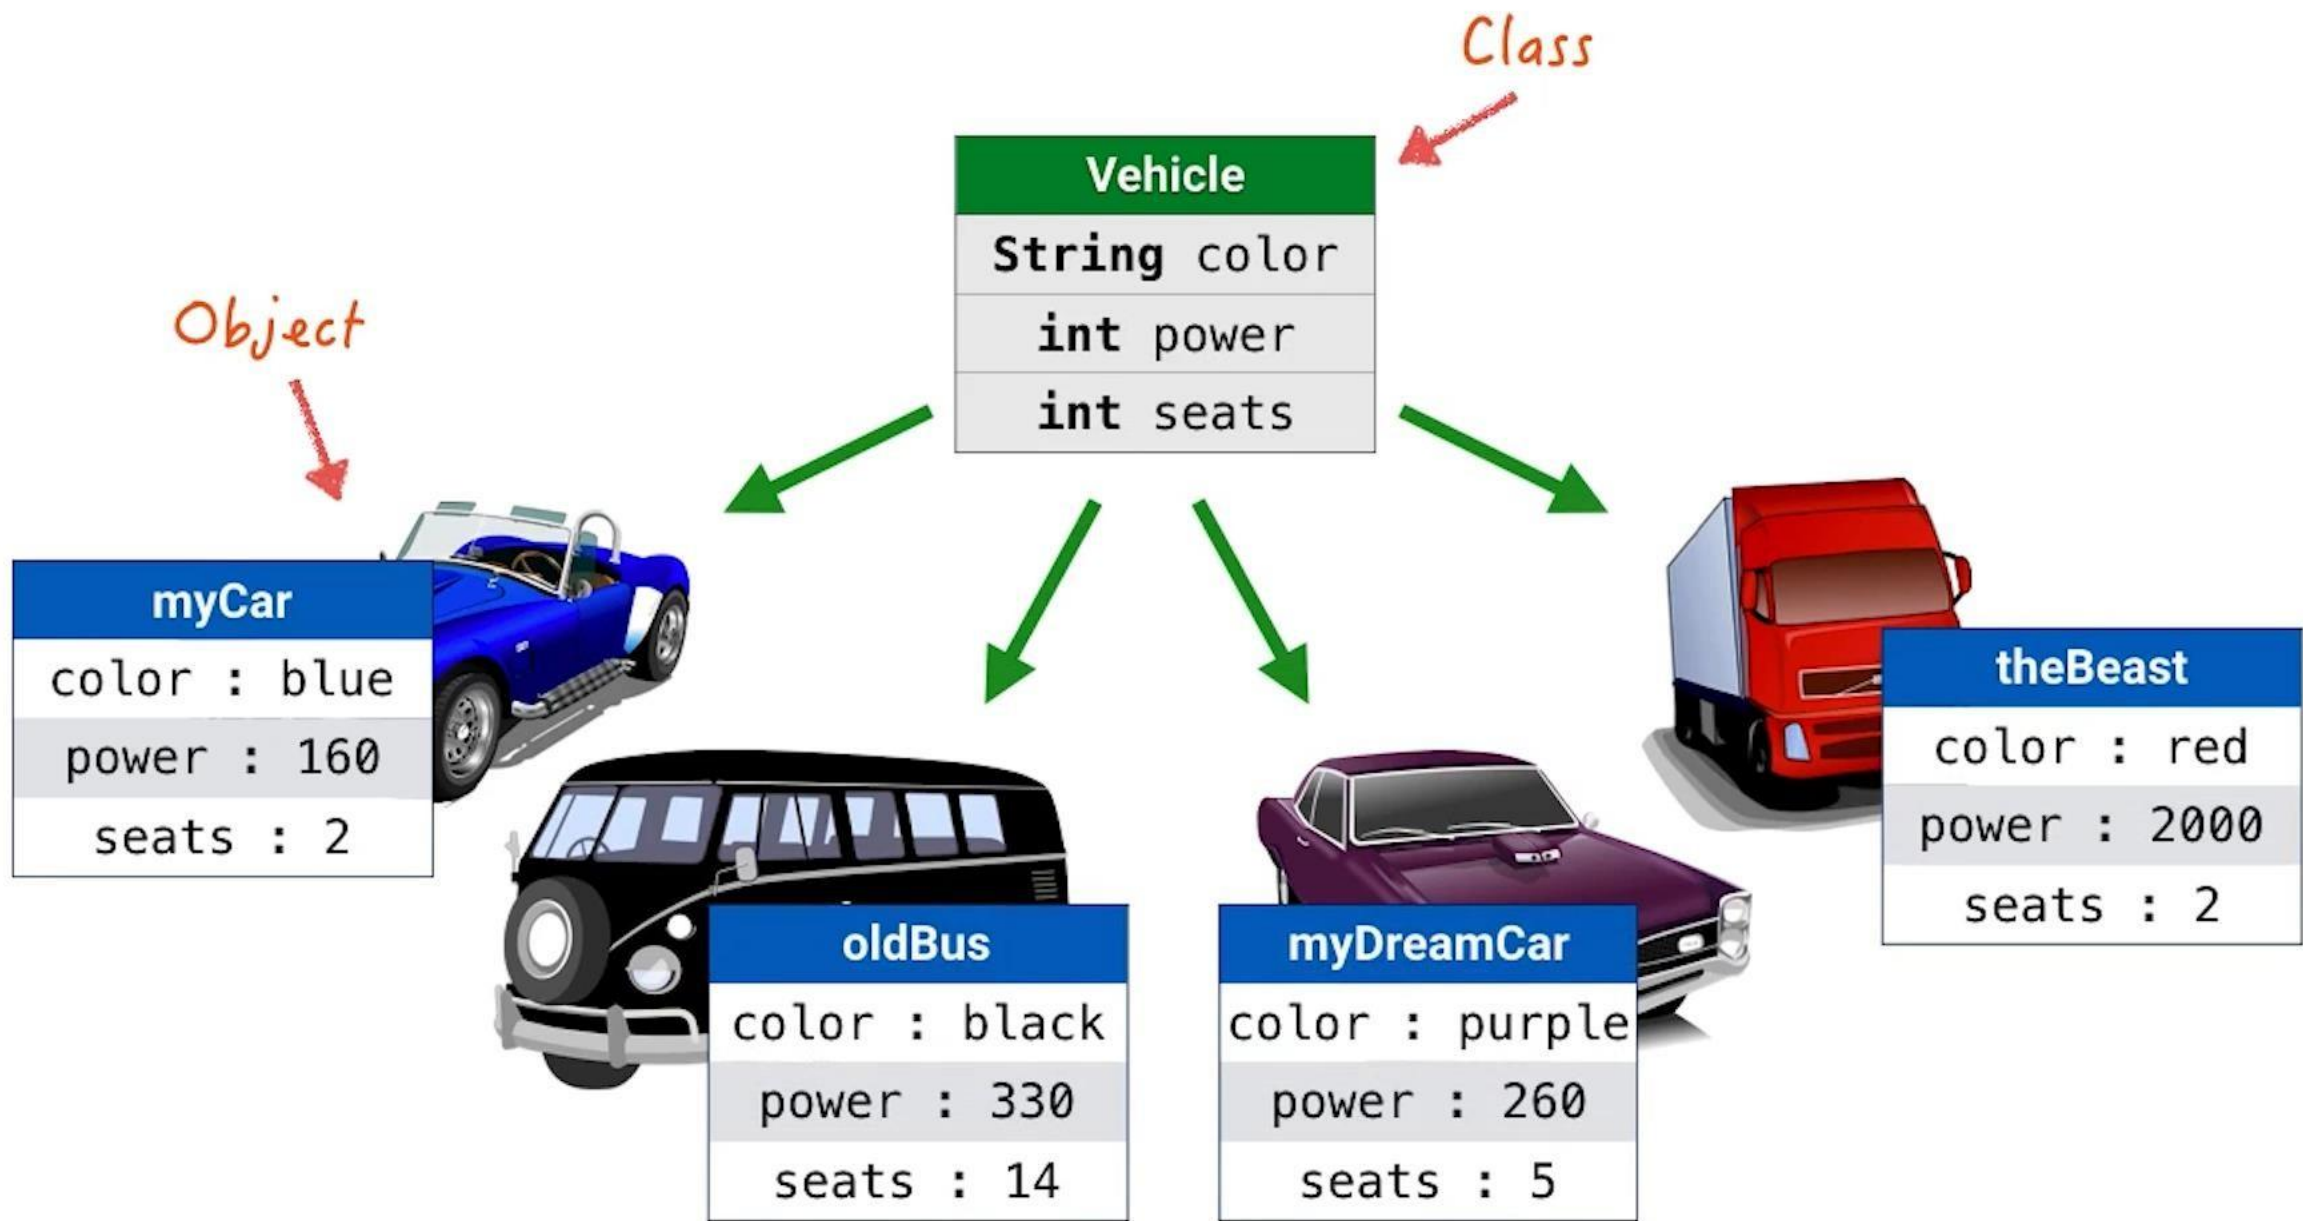 Class
Vehicle
String color
int power
int seats
Object
myCar
color : blue
power : 160
seats : 2
oldBus
color : black
power : 330
seats : 14
myDreamCar
color : purple
power : 260
seats : 5
theBeast
color : red
power : 2000
seats : 2